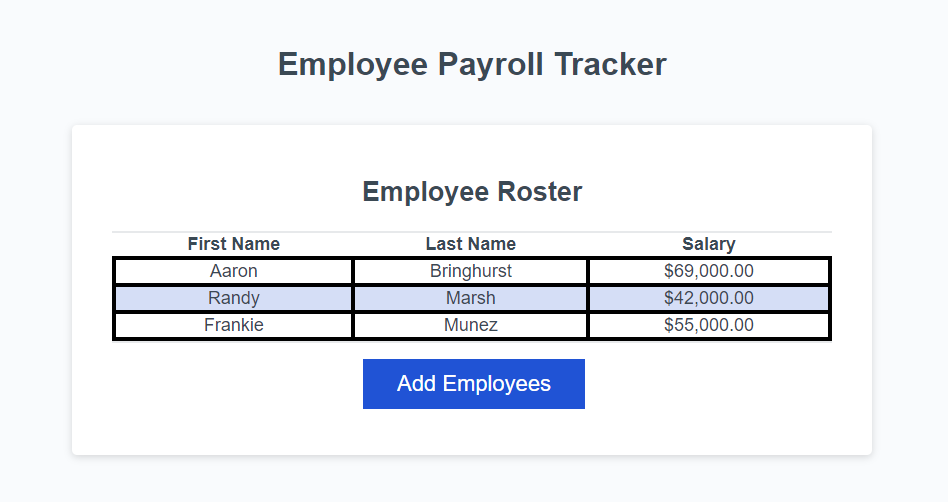 Employee Payroll Tracker
Employee Roster
First Name Last Name Salary
Aaron Bringhurst $69,000.00
Randy Marsh $42,000.00
Frankie Munez $55,000.00
Add Employees